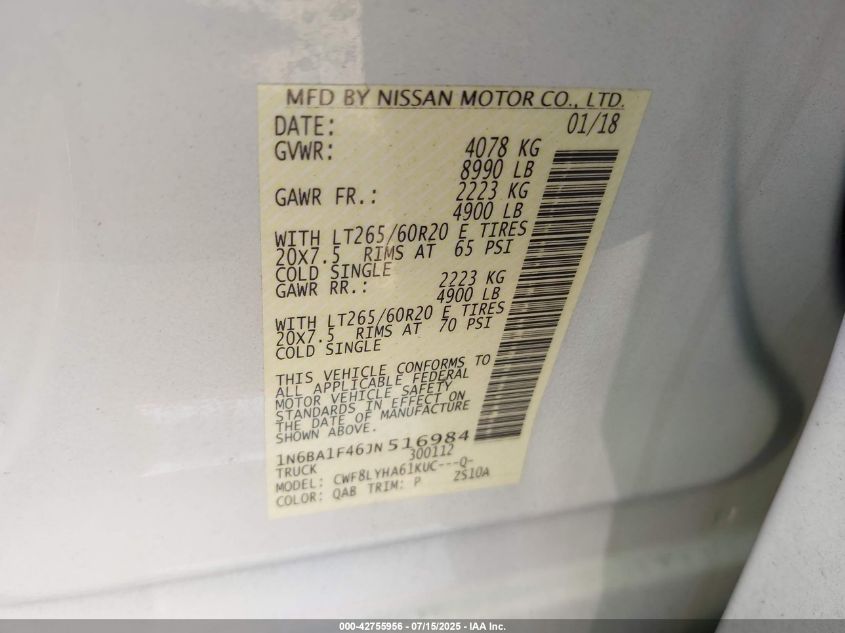 MFD BY NISSAN MOTOR CO., LTD.
DATE: 01/18
GVWR: 4078 KG
8990 LB
GAWR FR.: 2223 KG
4900 LB
WITH LT265/60R20 E TIRES
20X7.5 RIMS AT 65 PSI
COLD SINGLE
GAWR RR.: 2223 KG
4900 LB
WITH LT265/60R20 E TIRES
20X7.5 RIMS AT 70 PSI
COLD SINGLE
THIS VEHICLE CONFORMS TO
ALL APPLICABLE FEDERAL
MOTOR VEHICLE SAFETY
STANDARDS IN EFFECT ON
THE DATE OF MANUFACTURE
SHOWN ABOVE.
1N6BA1F46JN516984
TRUCK 300112
MODEL: CWF8LYHA61KUC---Q-
COLOR: QAB TRIM: P ZS10A
000-42755956 - 07/15/2025 - IAA Inc.